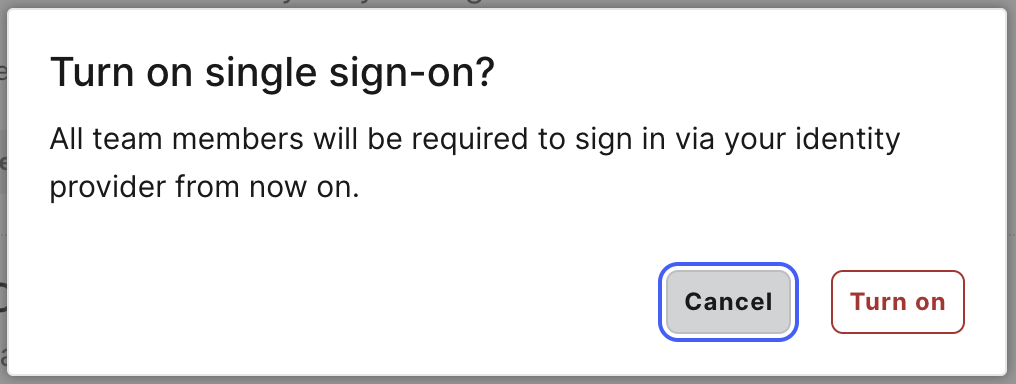 Turn on single sign-on?
All team members will be required to sign in via your identity
provider from now on.
Cancel
Turn on